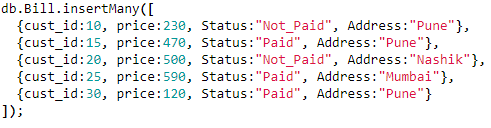 db.Bill.insertMany([
  {cust_id:10, price:230, Status:"Not_Paid", Address:"Pune"},
  {cust_id:15, price:470, Status:"Paid", Address:"Pune"},
  {cust_id:20, price:500, Status:"Not_Paid", Address:"Nashik"},
  {cust_id:25, price:590, Status:"Paid", Address:"Mumbai"},
  {cust_id:30, price:120, Status:"Paid", Address:"Pune"}
]);